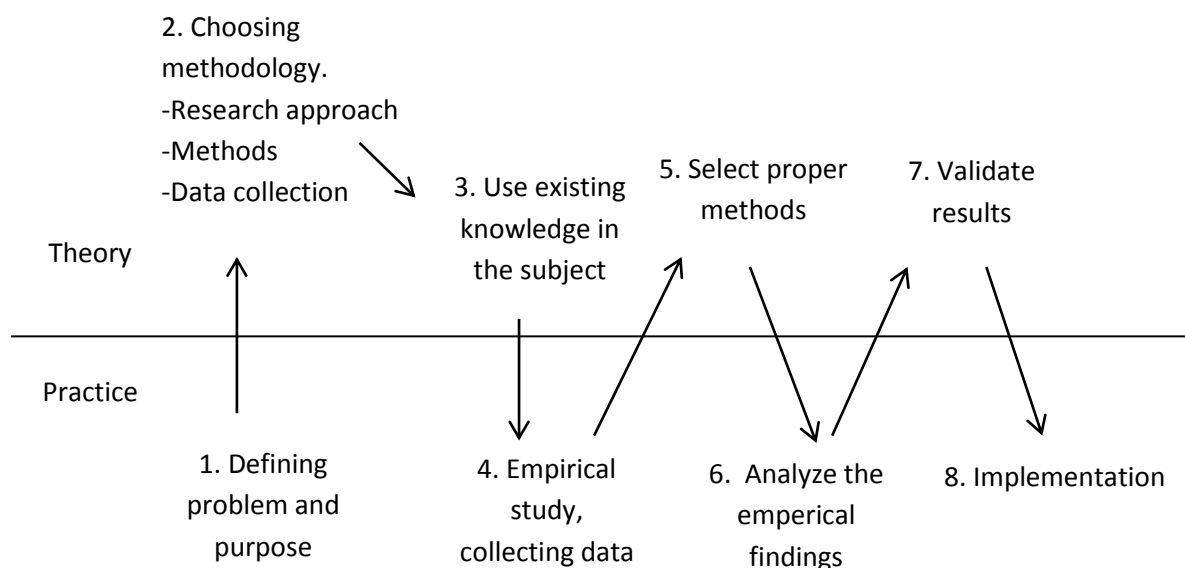 2. Choosing
methodology.
-Research approach
-Methods
-Data collection
3. Use existing
knowledge in
the subject
5. Select proper
methods
7. Validate
results
Theory
Practice
1. Defining
problem and
purpose
4. Empirical
study,
collecting data
6. Analyze the
emperical
findings
8. Implementation